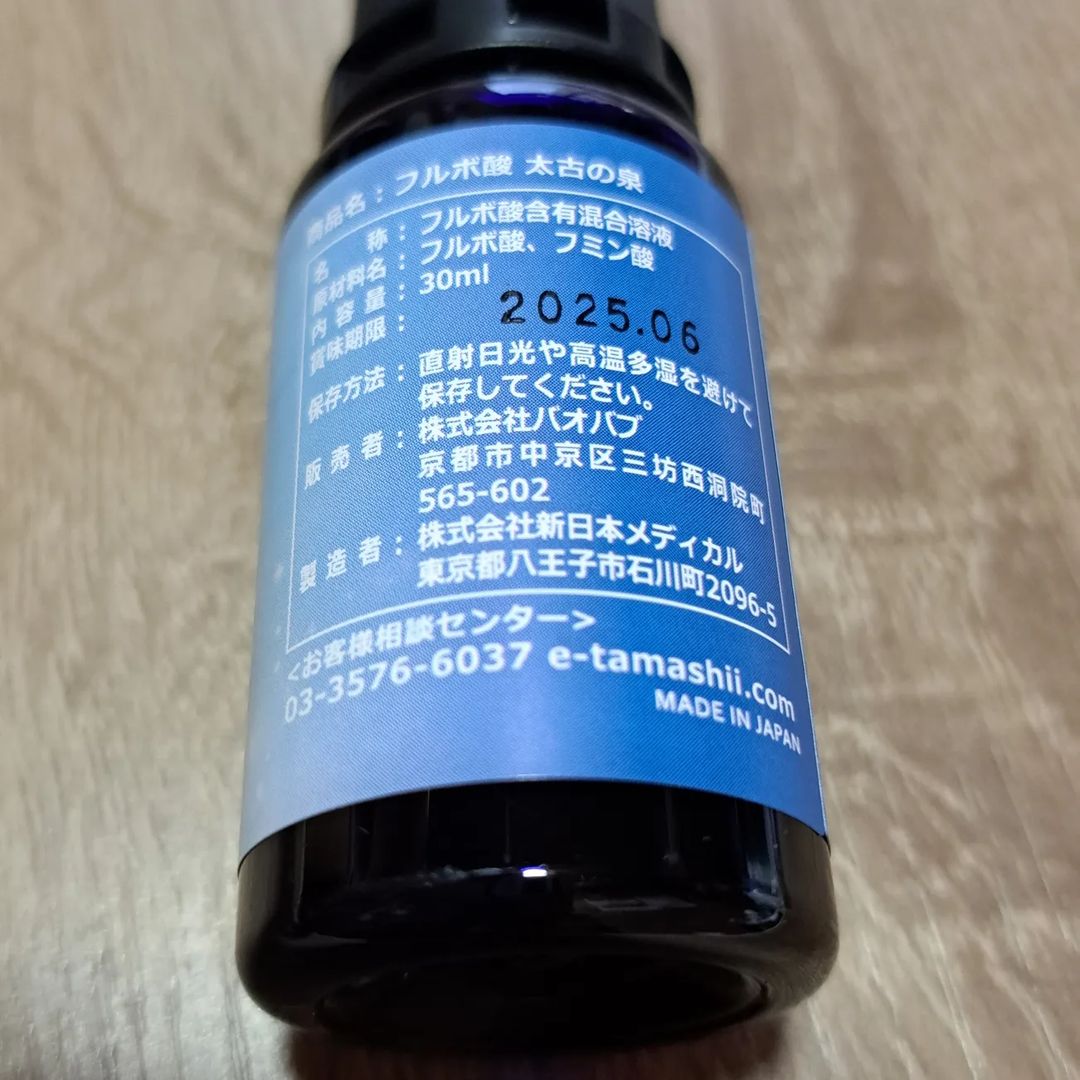 商品名：フルボ酸 太古の泉
名称：フルボ酸含有混合溶液
原材料名：フルボ酸、フミン酸
内容量：30ml
賞味期限：2025.06
保存方法：直射日光や高温多湿を避けて
保存してください。
販売者：株式会社バオバブ
京都市中京区三坊西洞院町
565-602
製造者：株式会社新日本メディカル
東京都八王子市石川町2096-5
<お客様相談センター>
03-3576-6037 e-tamashii.com
MADE IN JAPAN